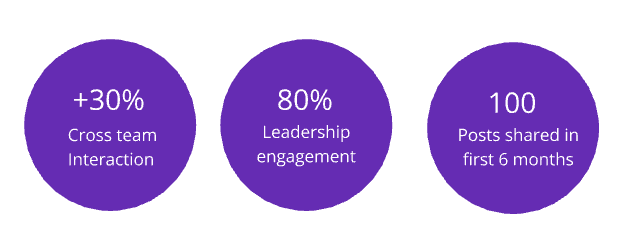 +30%
Cross team
Interaction
80%
Leadership
engagement
100
Posts shared in
first 6 months